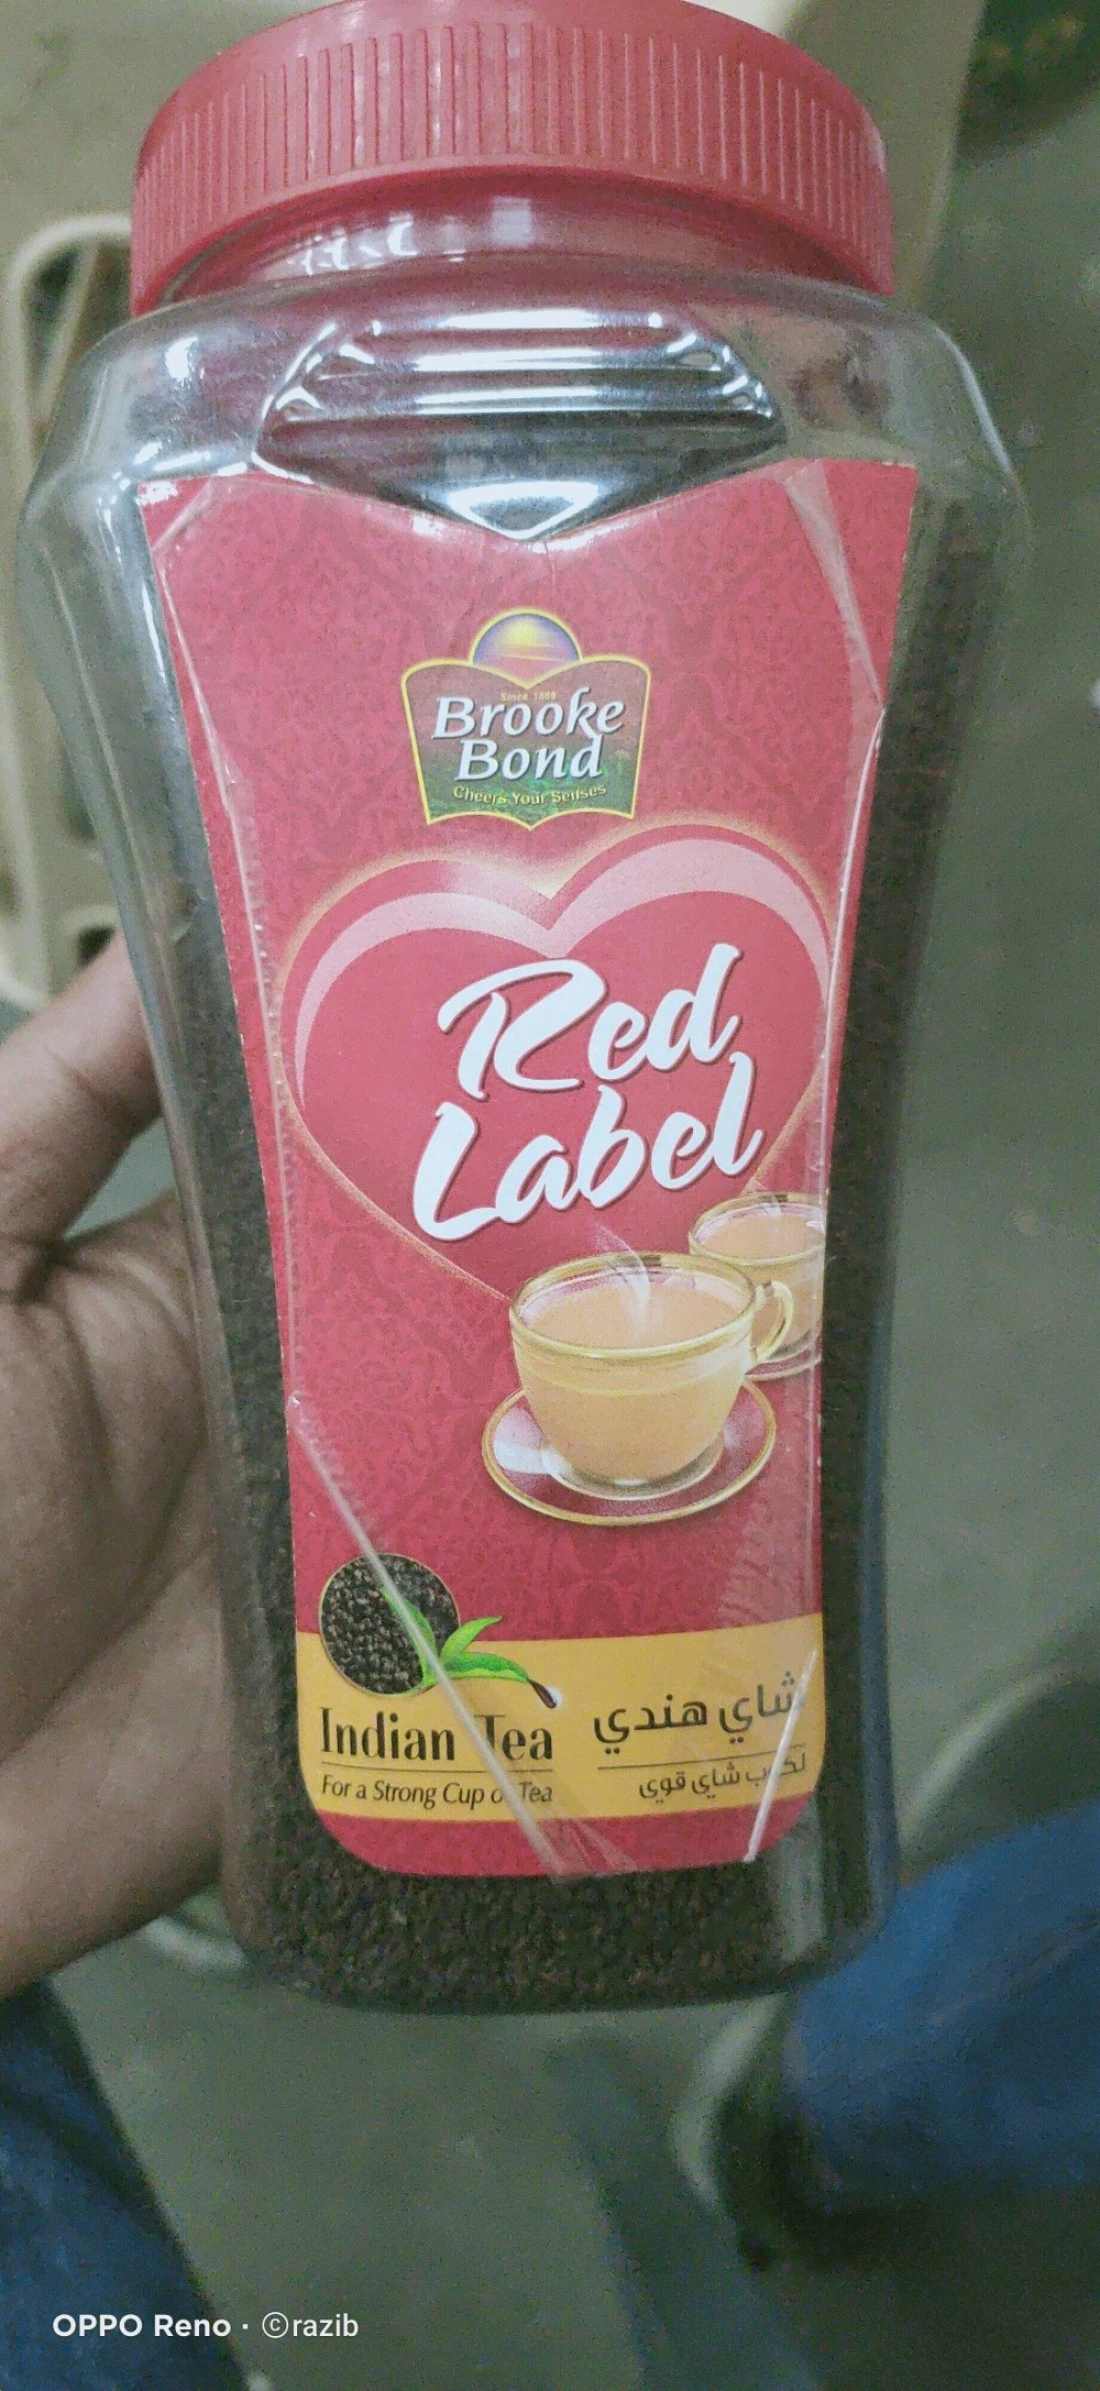 Since 1869
Brooke
Bond
Cheers Your Senses
Red
Label
Indian Tea
شاي هندي
For a Strong Cup of Tea
لكوب شاي قوي
OPPO Reno · ©razib